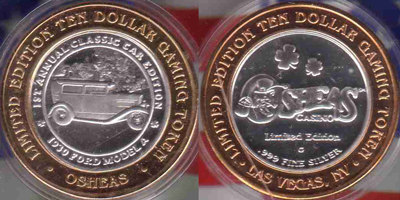 LIMITED EDITION TEN DOLLAR GAMING TOKEN
1ST ANNUAL CLASSIC CAR EDITION
1930 FORD MODEL A
OSHEAS
LIMITED EDITION TEN DOLLAR GAMING TOKEN
OSHEAS
CASINO
Limited Edition
G
.999 FINE SILVER
LAS VEGAS, NV